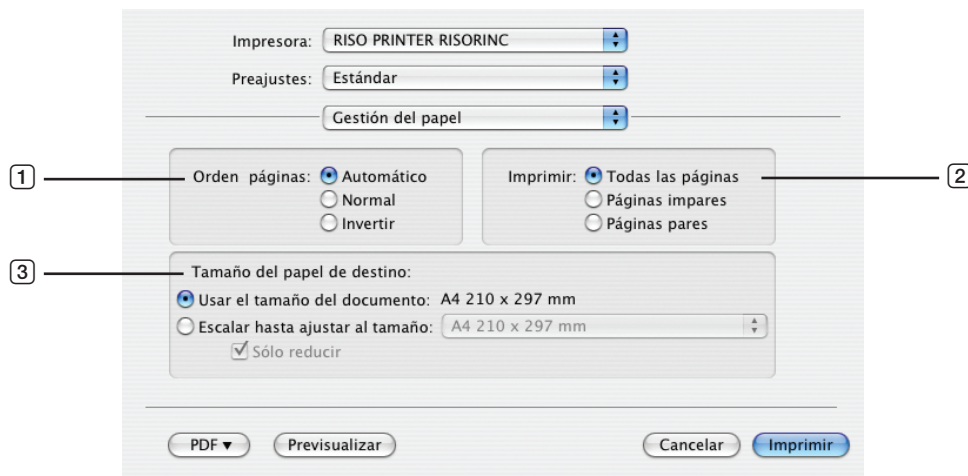 Impresora: RISO PRINTER RISORINC
Preajustes: Estándar
Gestión del papel
1
Orden páginas: Automático
Normal
Invertir
Imprimir: Todas las páginas
Páginas impares
Páginas pares
2
3
Tamaño del papel de destino:
Usar el tamaño del documento: A4 210 x 297 mm
Escalar hasta ajustar al tamaño: A4 210 x 297 mm
Sólo reducir
PDF▼ Previsualizar Cancelar Imprimir